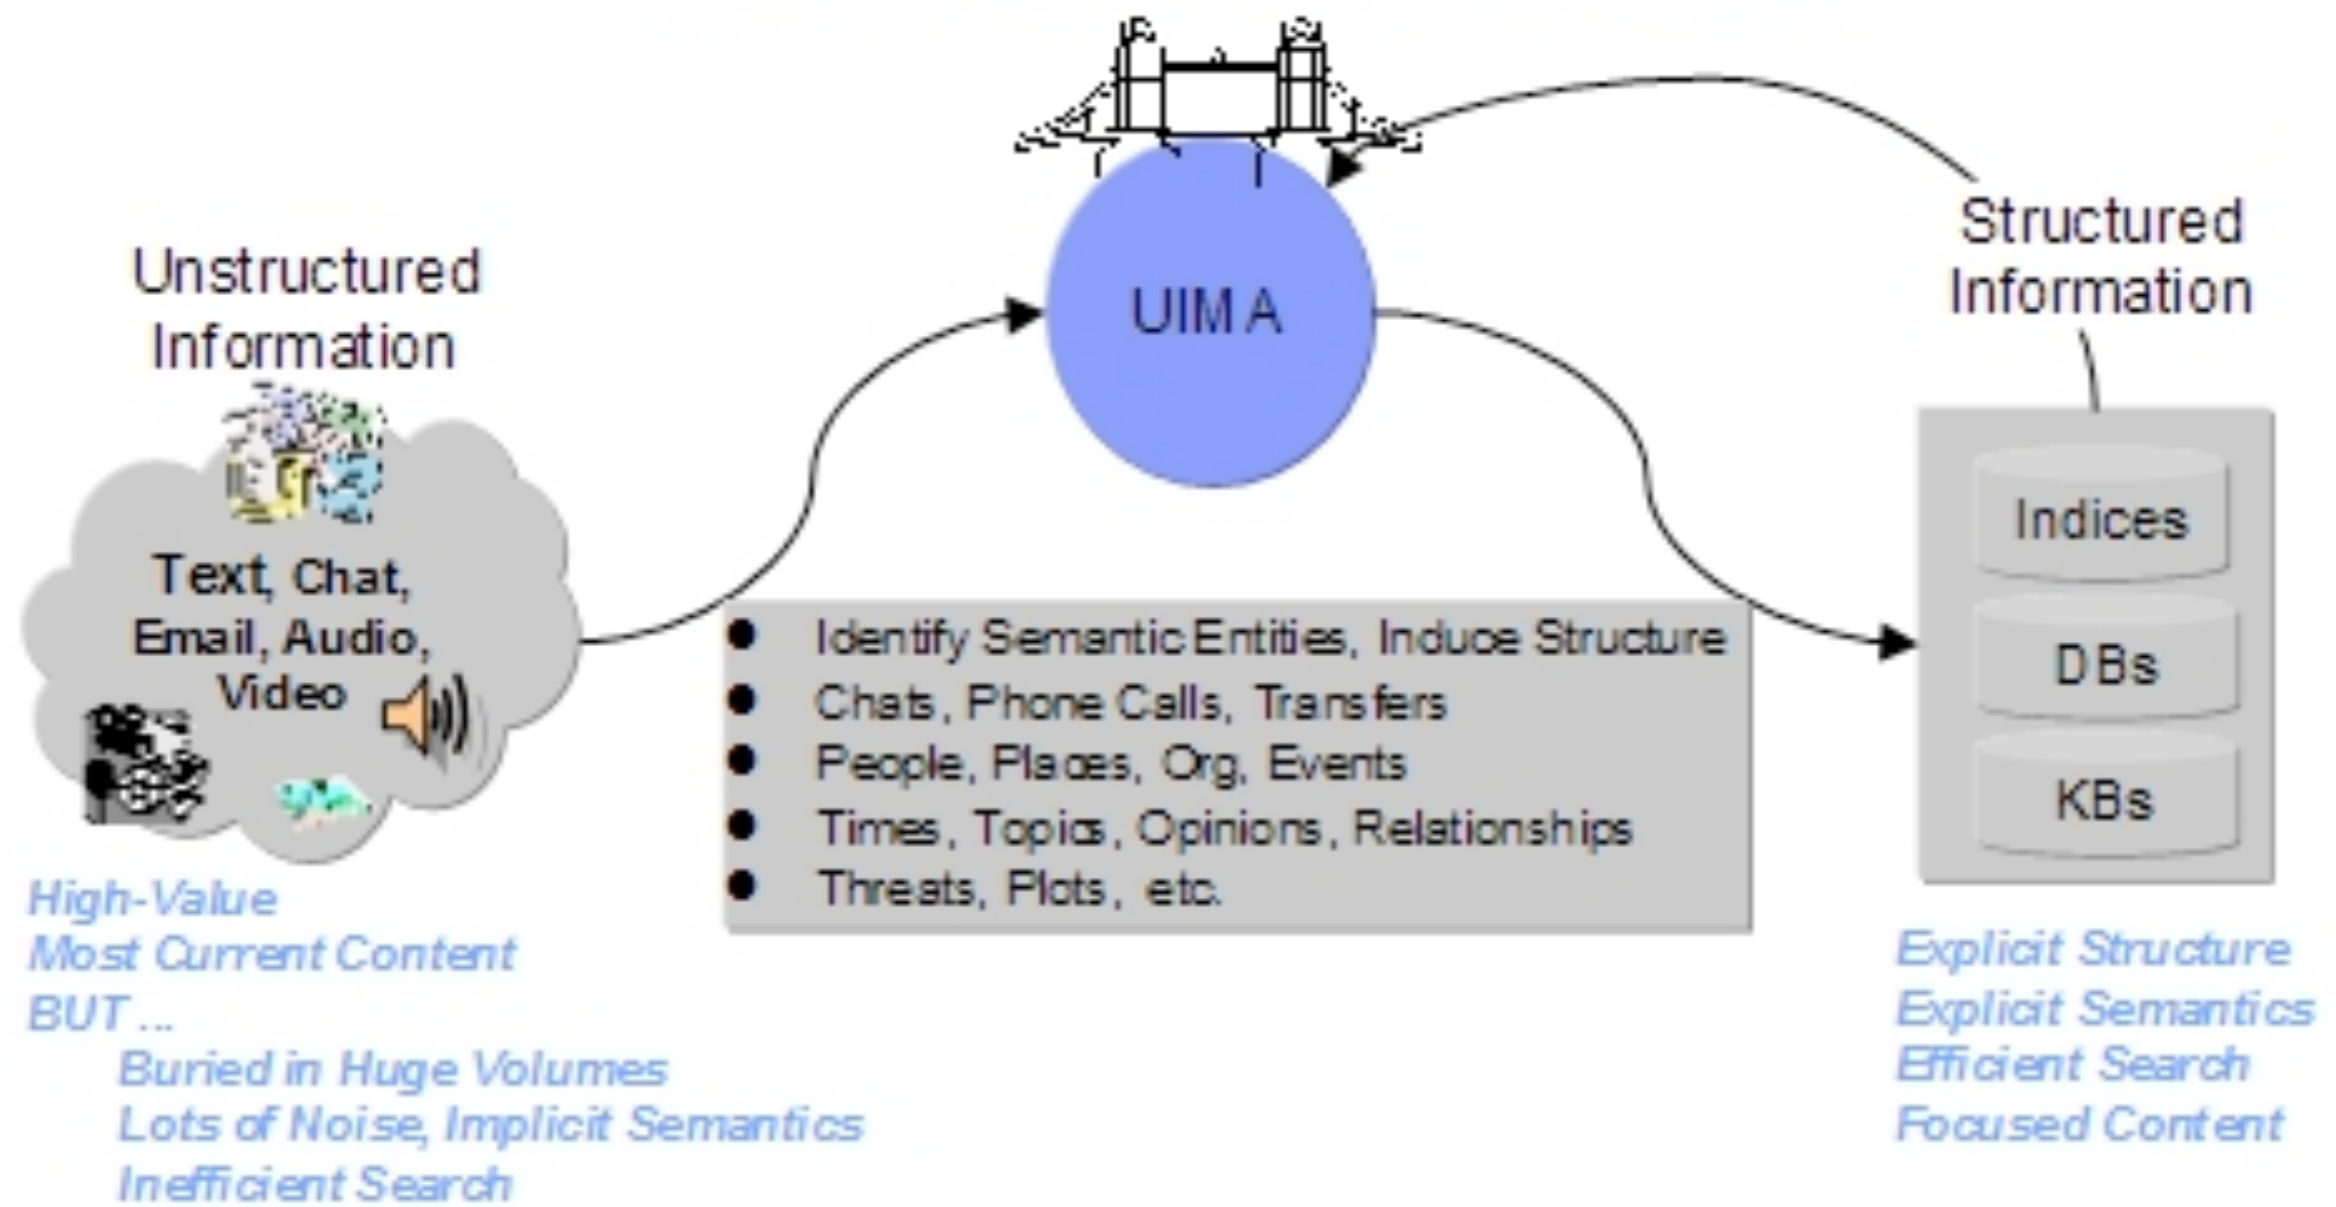 Unstructured
Information
Text, Chat,
Email, Audio,
Video
High-Value
Most Current Content
BUT ...
Buried in Huge Volumes
Lots of Noise, Implicit Semantics
Inefficient Search
UIMA
Identify Semantic Entities, Induce Structure
Chats, Phone Calls, Transfers
People, Places, Org, Events
Times, Topics, Opinions, Relationships
Threats, Plots, etc.
Structured
Information
Indices
DBs
KBs
Explicit Structure
Explicit Semantics
Efficient Search
Focused Content